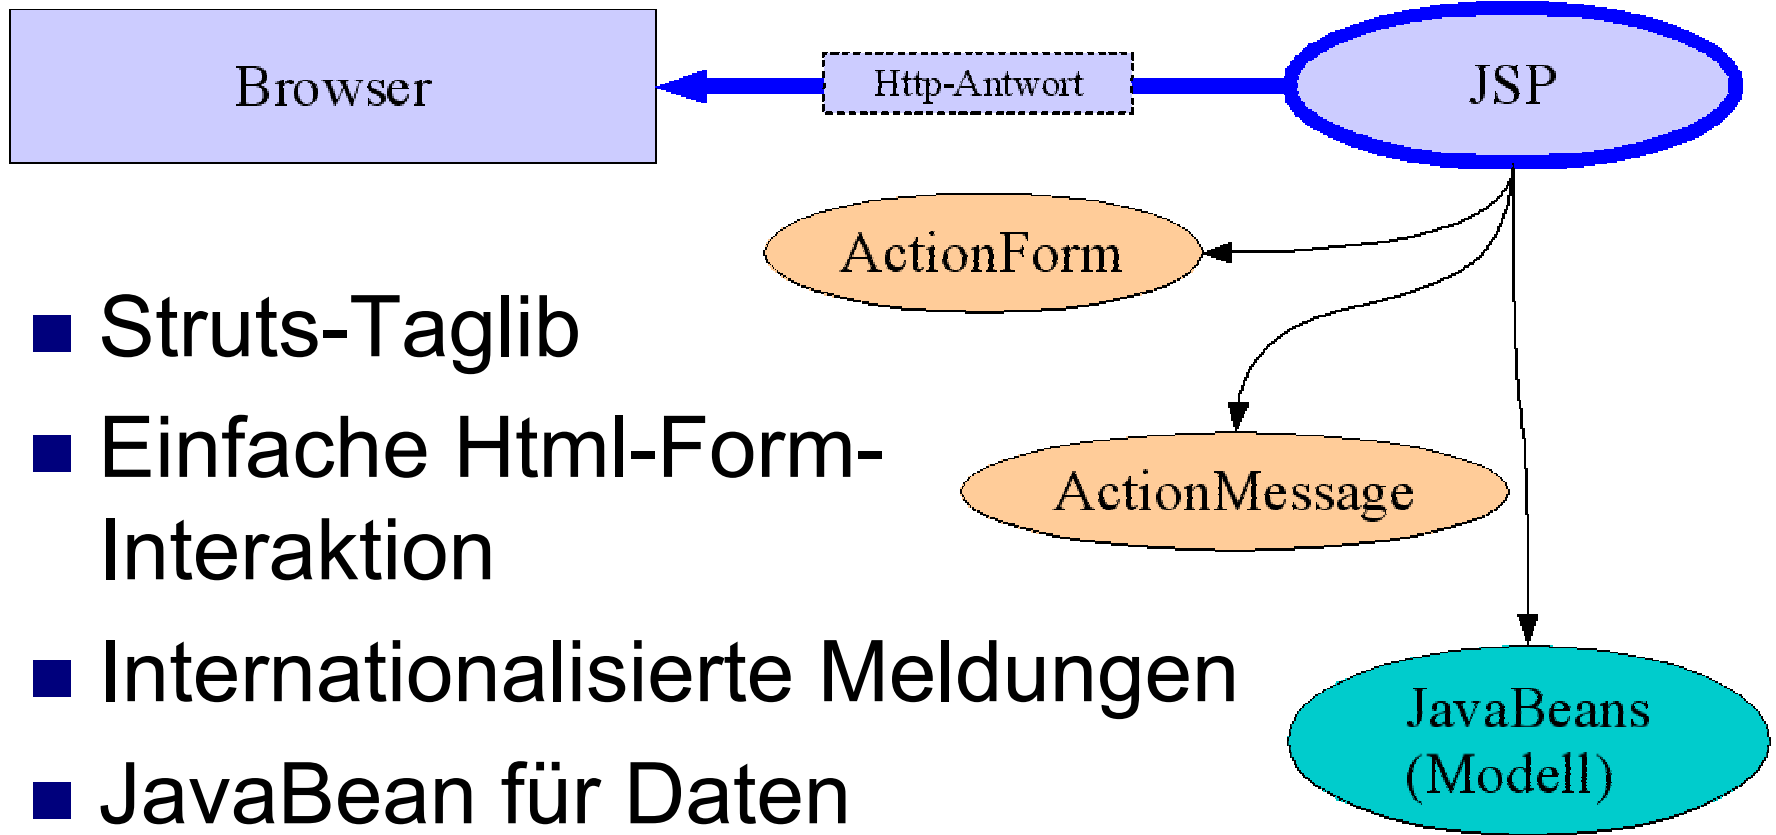 Browser
Http-Antwort
JSP
ActionForm
Struts-Taglib
Einfache Html-Form-
Interaktion
ActionMessage
Internationalisierte Meldungen
JavaBean für Daten
JavaBeans
(Modell)